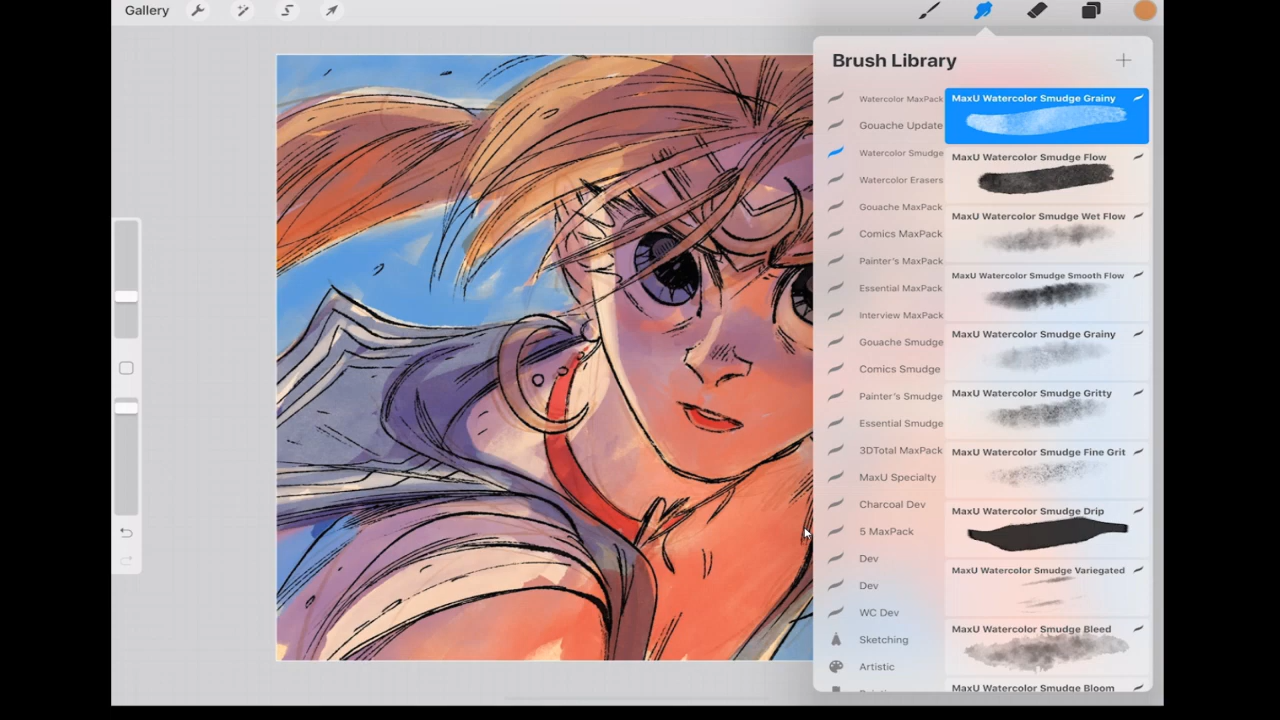 Gallery
Brush Library
Watercolor MaxPack
Gouache Update
Watercolor Smudge
Watercolor Erasers
Gouache MaxPack
Comics MaxPack
Painter's MaxPack
Essential MaxPack
Interview MaxPack
Gouache Smudge
Comics Smudge
Painter's Smudge
Essential Smudge
3DTotal MaxPack
MaxU Specialty
Charcoal Dev
5 MaxPack
Dev
Dev
WC Dev
Sketching
Artistic
MaxU Watercolor Smudge Grainy
MaxU Watercolor Smudge Flow
MaxU Watercolor Smudge Wet Flow
MaxU Watercolor Smudge Smooth Flow
MaxU Watercolor Smudge Grainy
MaxU Watercolor Smudge Gritty
MaxU Watercolor Smudge Fine Grit
MaxU Watercolor Smudge Drip
MaxU Watercolor Smudge Variegated
MaxU Watercolor Smudge Bleed
MaxU Watercolor Smudge Bloom